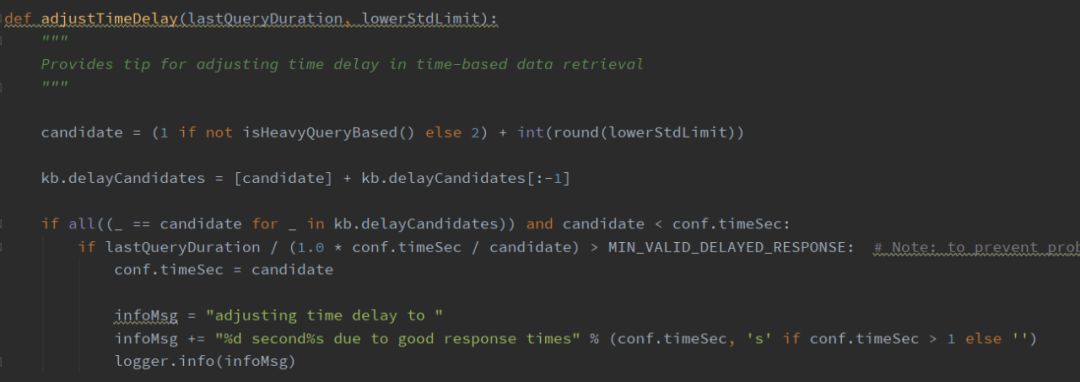 def adjustTimeDelay(lastQueryDuration, lowerStdLimit):
    """
    Provides tip for adjusting time delay in time-based data retrieval
    """
    candidate = (1 if not isHeavyQueryBased() else 2) + int(round(lowerStdLimit))
    kb.delayCandidates = [candidate] + kb.delayCandidates[:-1]
    if all((_ == candidate for _ in kb.delayCandidates)) and candidate < conf.timeSec:
        if lastQueryDuration / (1.0 * conf.timeSec / candidate) > MIN_VALID_DELAYED_RESPONSE:  # Note: to prevent prob
            conf.timeSec = candidate
            infoMsg = "adjusting time delay to "
            infoMsg += "%d second%s due to good response times" % (conf.timeSec, 's' if conf.timeSec > 1 else '')
            logger.info(infoMsg)